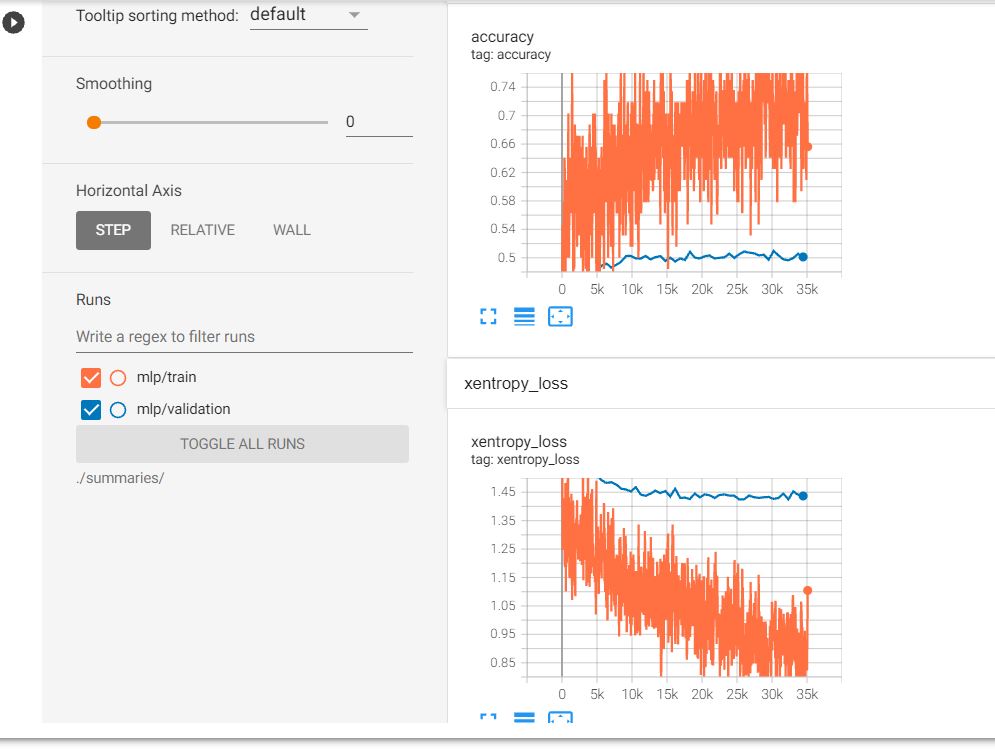 Tooltip sorting method: default
Smoothing
0
Horizontal Axis
STEP RELATIVE WALL
Runs
Write a regex to filter runs
mlp/train
mlp/validation
TOGGLE ALL RUNS
./summaries/
accuracy
tag: accuracy
0.74
0.7
0.66
0.62
0.58
0.54
0.5
0 5k 10k 15k 20k 25k 30k 35k
xentropy_loss
xentropy_loss
tag: xentropy_loss
1.45
1.35
1.25
1.15
1.05
0.95
0.85
0 5k 10k 15k 20k 25k 30k 35k